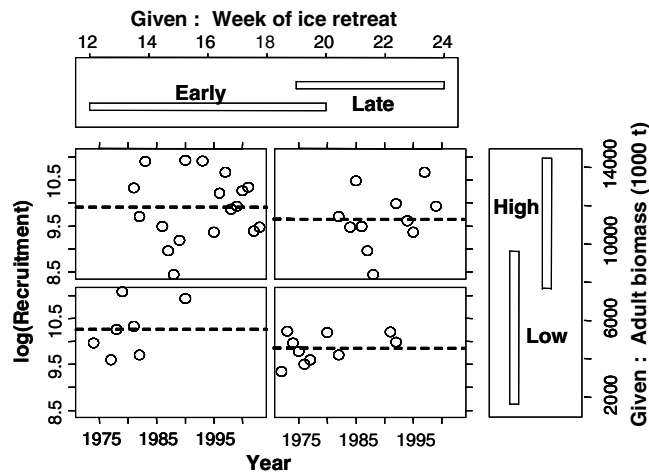 Given : Week of ice retreat
12 14 16 18 20 22 24
Early
Late
log(Recruitment)
10.5
9.5
8.5
10.5
9.5
8.5
1975 1985 1995
1975 1985 1995
Year
High
Low
14000
10000
6000
2000
Given : Adult biomass (1000 t)